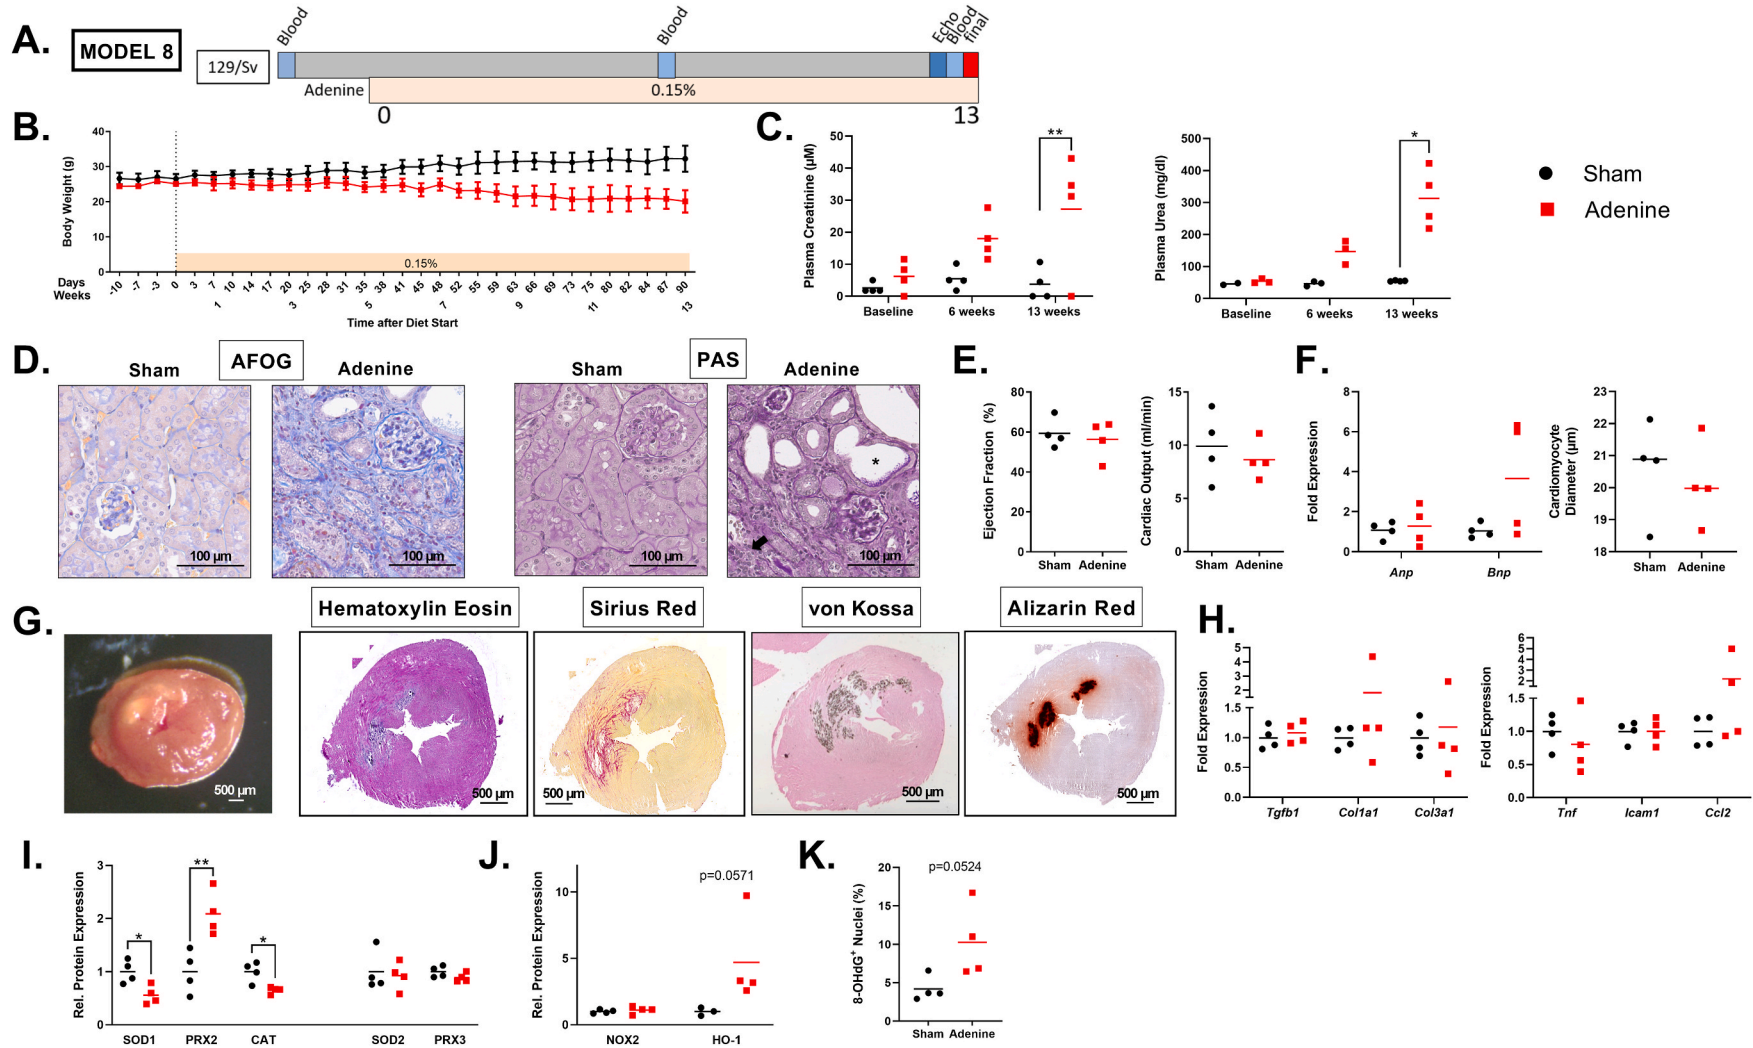 A.
MODEL 8
129/Sv
Blood
Blood
Echo
Blood
final
Adenine
0.15%
0
13
B.
Body Weight (g)
40
30
20
10
0
0.15%
Days
-10 -7 -3 0 3 7 10 14 17 20 25 28 31 35 38 41 45 48 52 55 59 63 66 69 73 75 80 82 84 87 90
Weeks
1 3 5 7 9 11 13
Time after Diet Start
C.
Plasma Creatinine (µM)
50
40
30
20
10
0
**
Baseline 6 weeks 13 weeks
Plasma Urea (mg/dl)
500
400
300
200
100
0
*
Baseline 6 weeks 13 weeks
Sham
Adenine
D.
AFOG
Sham Adenine
100 µm
100 µm
PAS
Sham Adenine
100 µm
*
100 µm
E.
Ejection Fraction (%)
80
60
40
20
0
Sham Adenine
Cardiac Output (ml/min)
15
10
5
0
Sham Adenine
F.
Fold Expression
8
6
4
2
0
Anp Bnp
Cardiomyocyte
Diameter (µm)
23
22
21
20
19
18
Sham Adenine
G.
500 µm
Hematoxylin Eosin
500 µm
Sirius Red
500 µm
von Kossa
500 µm
Alizarin Red
500 µm
H.
Fold Expression
5
4
3
2
1.5
1.0
0.5
0.0
Tgfb1 Col1a1 Col3a1
Fold Expression
6
5
4
3
2
1.5
1.0
0.5
0.0
Tnf Icam1 Ccl2
I.
Rel. Protein Expression
3
2
1
0
*
**
*
SOD1 PRX2 CAT SOD2 PRX3
J.
Rel. Protein Expression
10
5
0
p=0.0571
NOX2 HO-1
K.
8-OHdG+ Nuclei (%)
20
15
10
5
0
p=0.0524
Sham Adenine